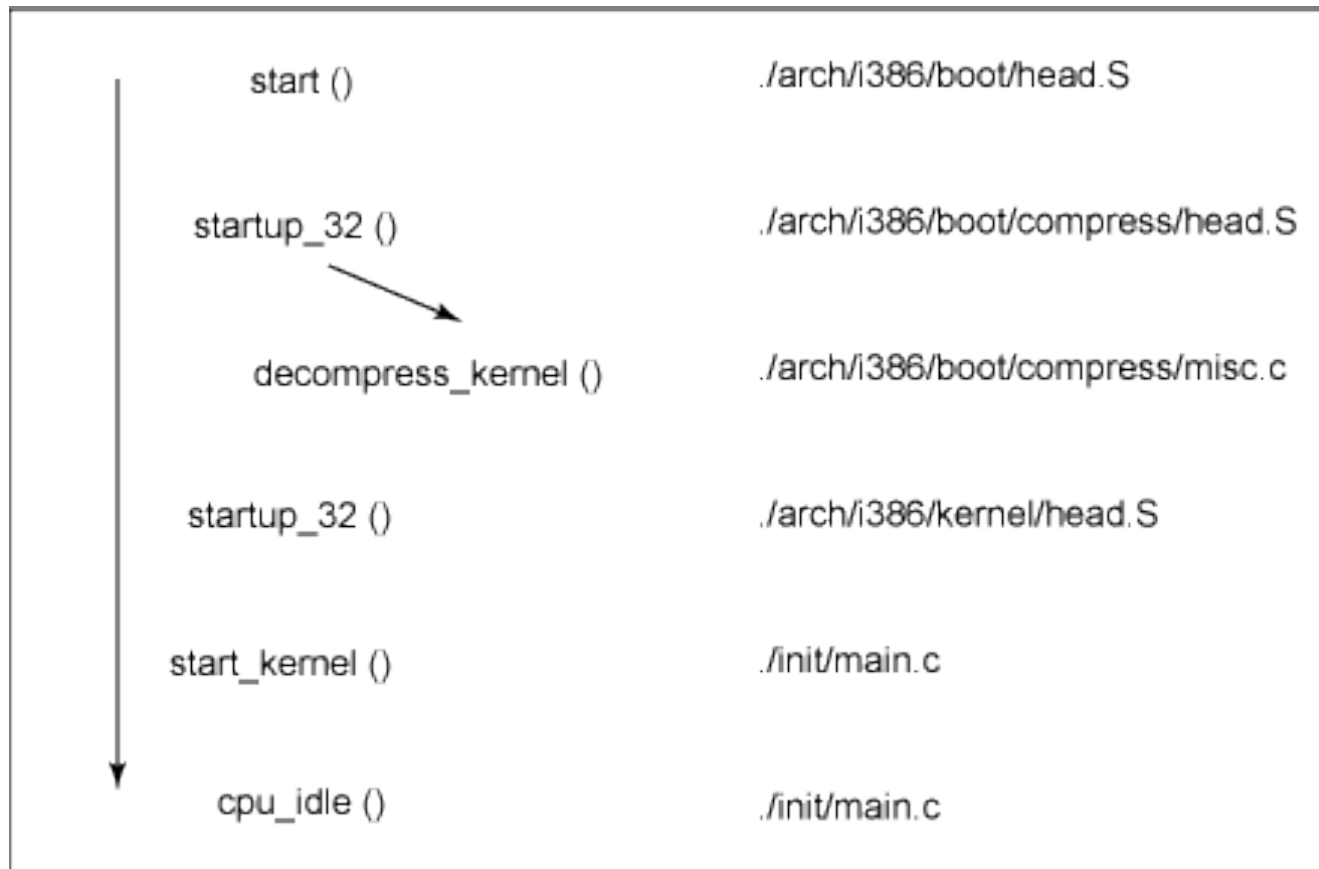 start () ./arch/i386/boot/head.S
startup_32 () ./arch/i386/boot/compress/head.S
decompress_kernel () ./arch/i386/boot/compress/misc.c
startup_32 () ./arch/i386/kernel/head.S
start_kernel () ./init/main.c
cpu_idle () ./init/main.c